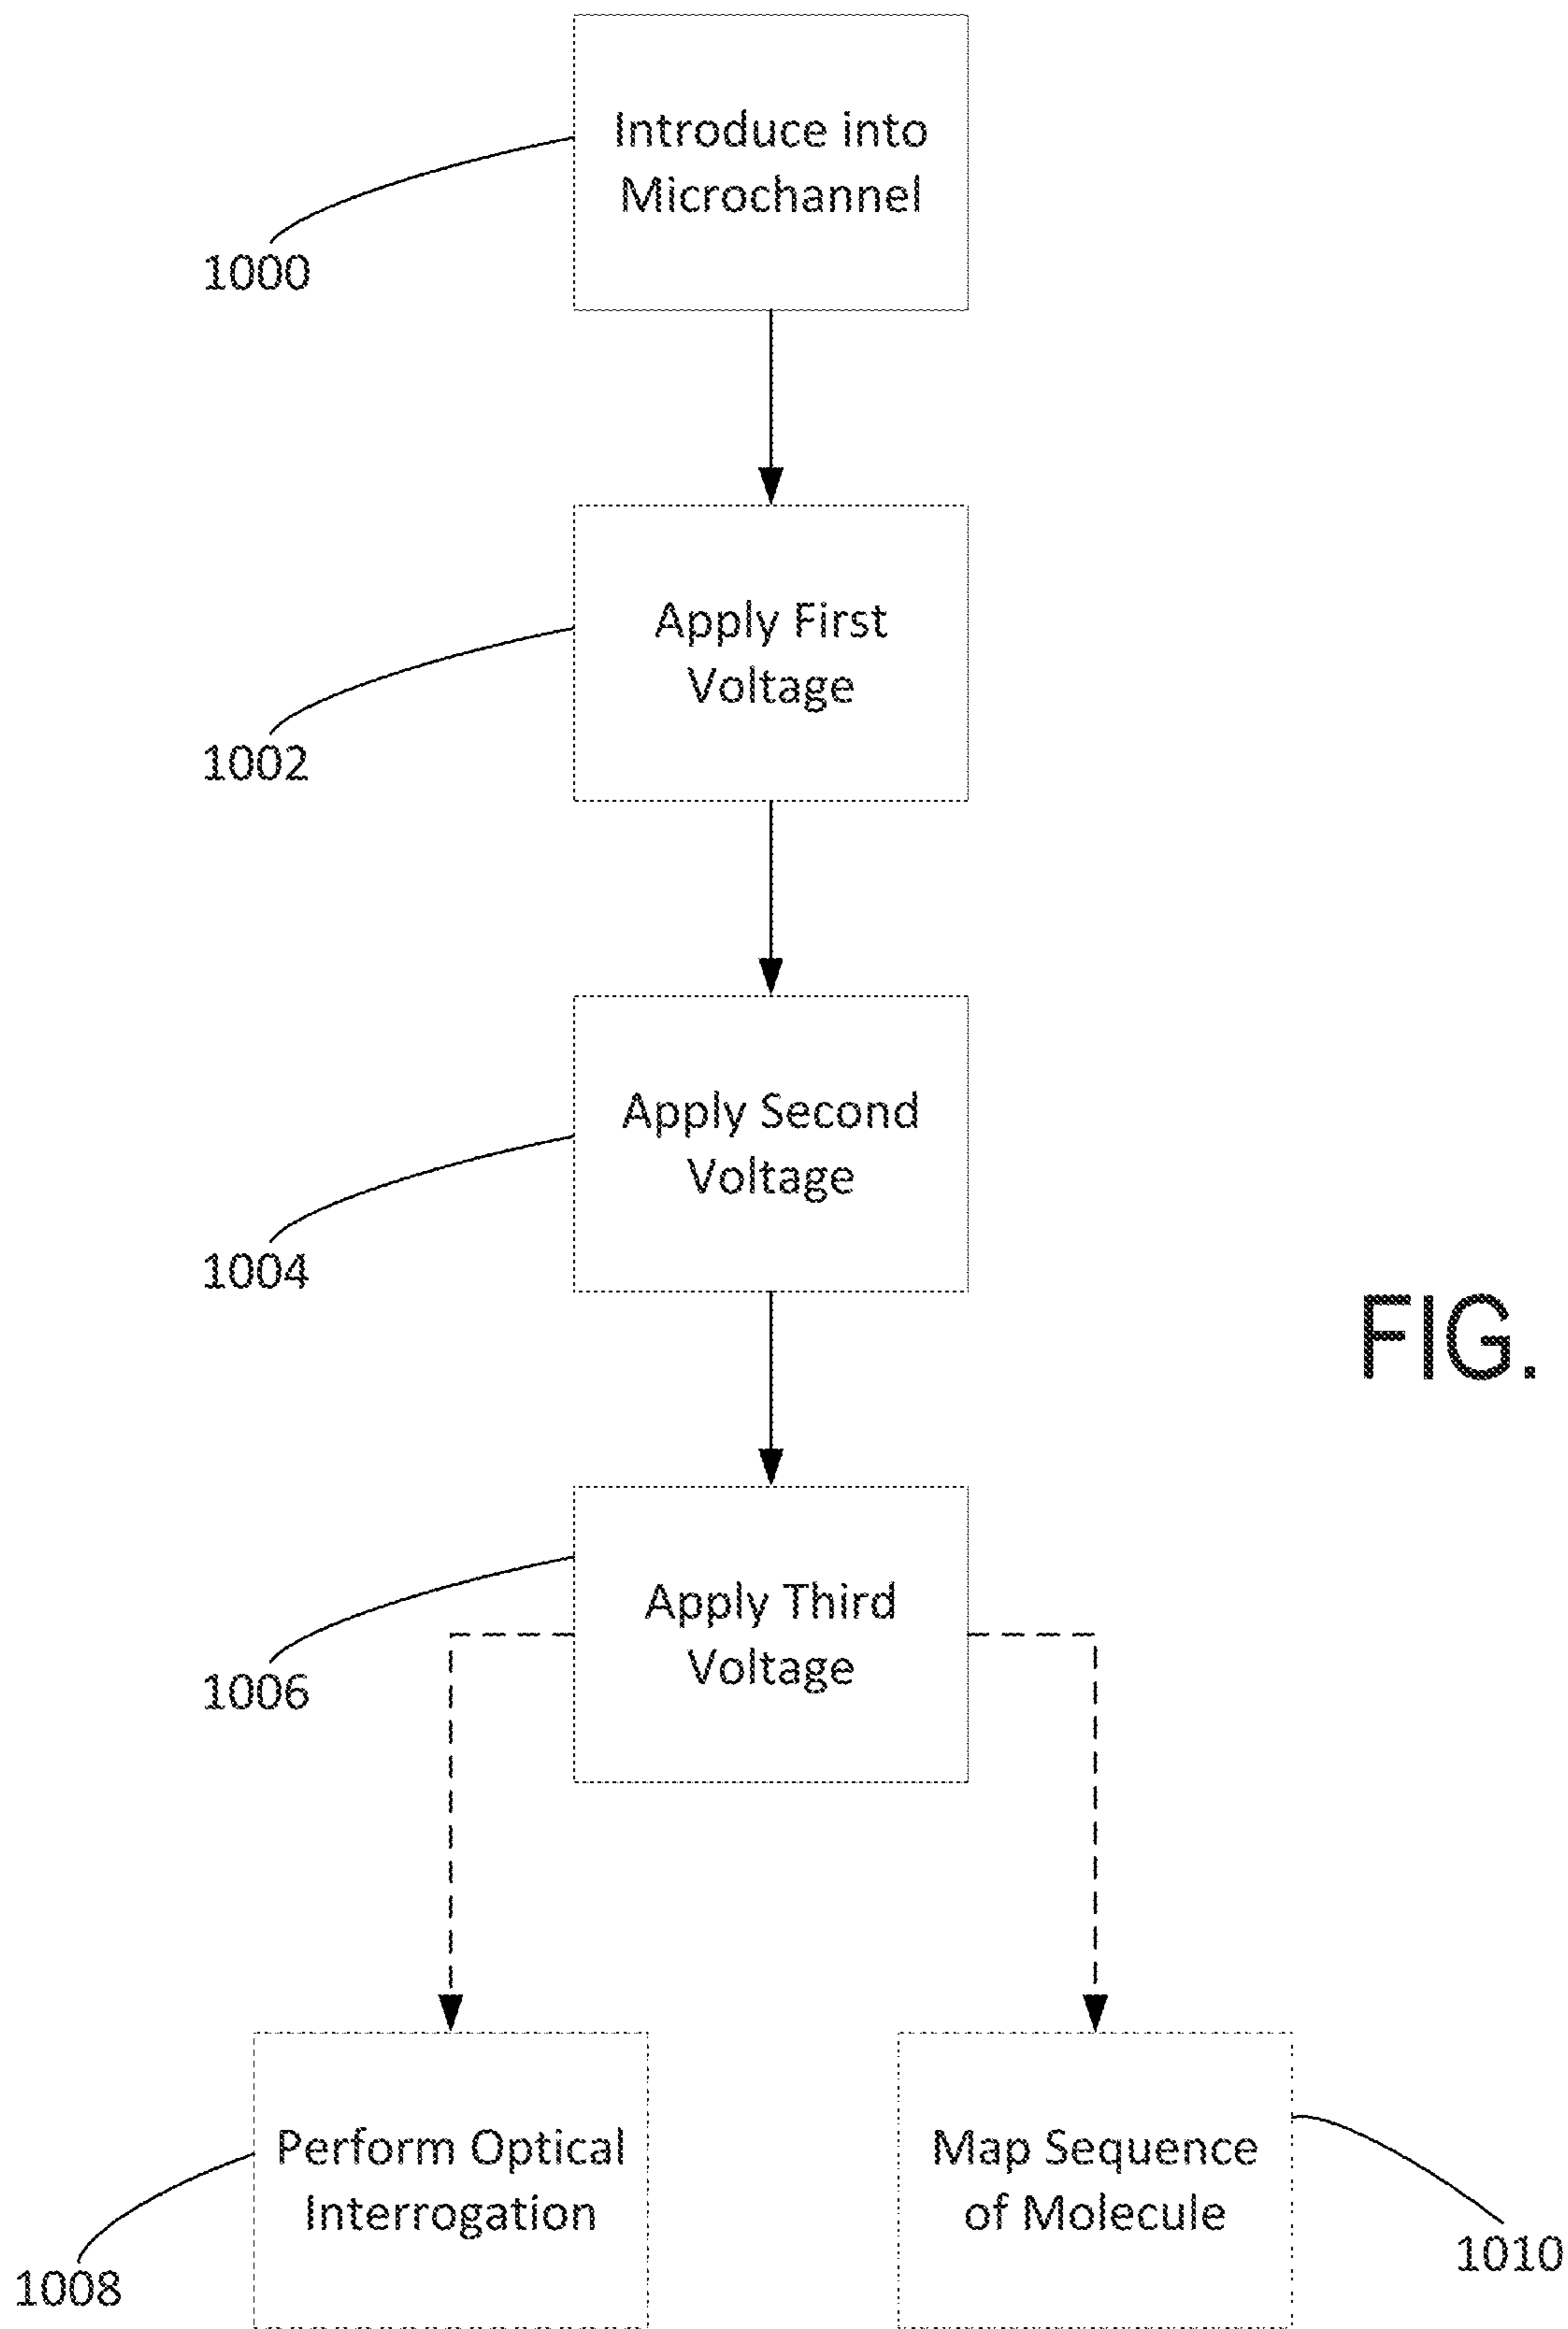 Introduce into
Microchannel
1000
Apply First
Voltage
1002
Apply Second
Voltage
1004
FIG.
Apply Third
Voltage
1006
Perform Optical
Interrogation
1008
Map Sequence
of Molecule
1010